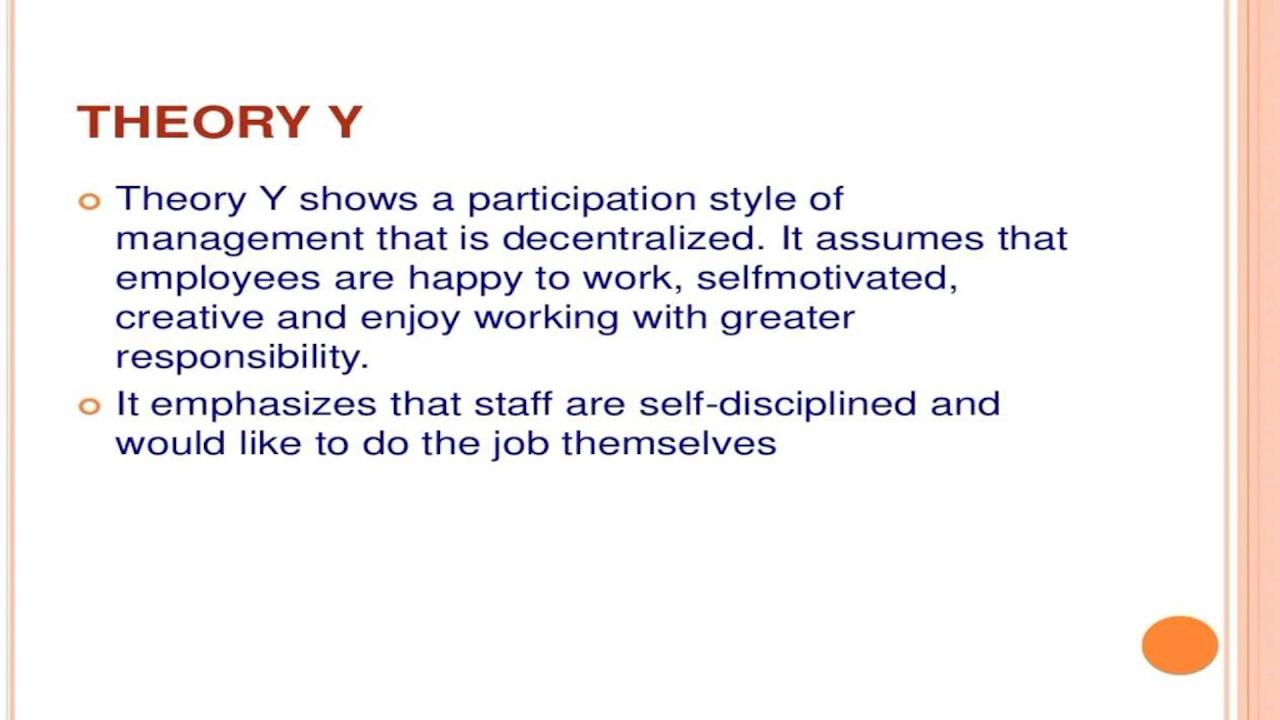 THEORY Y
Theory Y shows a participation style of
management that is decentralized. It assumes that
employees are happy to work, selfmotivated,
creative and enjoy working with greater
responsibility.
It emphasizes that staff are self-disciplined and
would like to do the job themselves